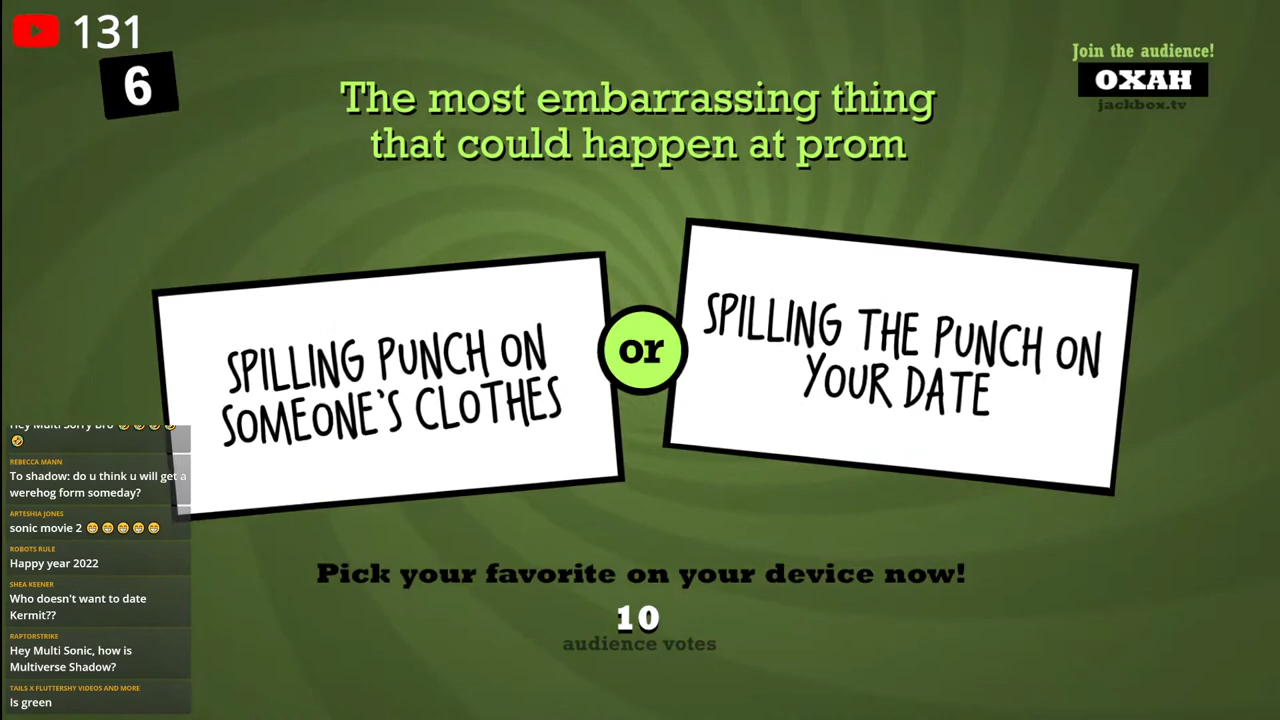 131
6
Join the audience!
OXAH
jackbox.tv
The most embarrassing thing
that could happen at prom
SPILLING PUNCH ON
SOMEONE'S CLOTHES
or
SPILLING THE PUNCH ON
YOUR DATE
Hey Multi Sorry Bro 🤣🤣🤣🤣
🤣
REBECCA MANN
To shadow: do u think u will get a
werehog form someday?
ARTESHIA JONES
sonic movie 2 😁😁😁😁😁
ROBOTS RULE
Happy year 2022
SHEA KEENER
Who doesn't want to date
Kermit??
RAPTORSTRIKE
Hey Multi Sonic, how is
Multiverse Shadow?
TAILS X FLUTTERSHY VIDEOS AND MORE
Is green
Pick your favorite on your device now!
10
audience votes